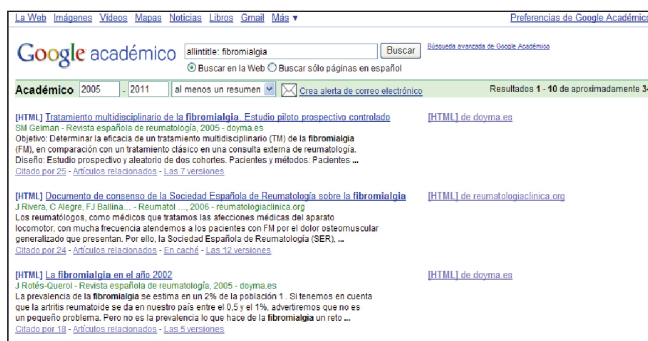 La Web Imágenes Vídeos Mapas Noticias Libros Gmail Más ▼ Preferencias de Google Académico
Google académico allintitle: fibromialgia Buscar Búsqueda avanzada de Google Académico
Buscar en la Web Buscar sólo páginas en español
Académico 2005 - 2011 al menos un resumen Crea alerta de correo electrónico Resultados 1 - 10 de aproximadamente 34
[HTML] Tratamiento multidisciplinario de la fibromialgia. Estudio piloto prospectivo controlado [HTML] de doyma.es
SM Gelman - Revista española de reumatología, 2005 - doyma.es
Objetivo: Determinar la eficacia de un tratamiento multidisciplinario (TM) de la fibromialgia
(FM), en comparación con un tratamiento clásico en una consulta externa de reumatología.
Diseño: Estudio prospectivo y aleatorio de dos cohortes. Pacientes y métodos: Pacientes ...
Citado por 25 - Artículos relacionados - Las 7 versiones
[HTML] Documento de consenso de la Sociedad Española de Reumatología sobre la fibromialgia [HTML] de reumatologiaclinica.org
J Rivera, C Alegre, FJ Ballina... - Reumatol ..., 2006 - reumatologiaclinica.org
Los reumatólogos, como médicos que tratamos las afecciones médicas del aparato
locomotor, con mucha frecuencia atendemos a los pacientes con FM por el dolor osteomuscular
generalizado que presentan. Por ello, la Sociedad Española de Reumatología (SER), ...
Citado por 24 - Artículos relacionados - En caché - Las 12 versiones
[HTML] La fibromialgia en el año 2002 [HTML] de doyma.es
J Rotés-Querol - Revista española de reumatología, 2005 - doyma.es
La prevalencia de la fibromialgia se estima en un 2% de la población 1 . Si tenemos en cuenta
que la artritis reumatoide se da en nuestro país entre el 0,5 y el 1%, advertiremos que no es
un pequeño problema. Pero no es la prevalencia lo que hace de la fibromialgia un reto ...
Citado por 18 - Artículos relacionados - Las 5 versiones